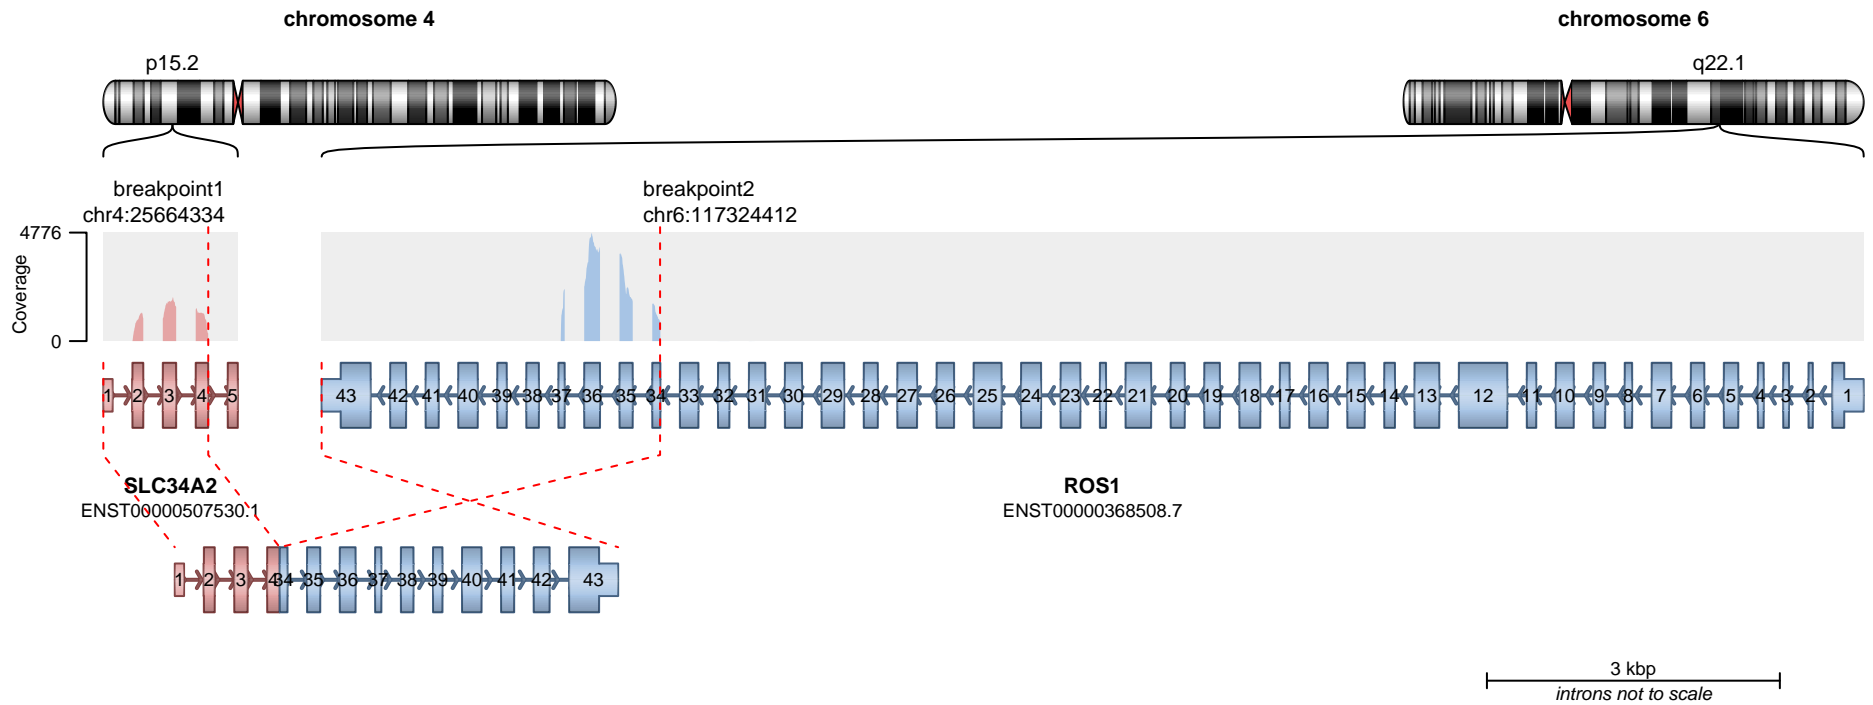 chromosome 4
chromosome 6
p15.2
q22.1
breakpoint1
chr4:25664334
breakpoint2
chr6:117324412
4776
Coverage
0
1 2 3 4 5
43 42 41 40 39 38 37 36 35 34 33 32 31 30 29 28 27 26 25 24 23 22 21 20 19 18 17 16 15 14 13 12 11 10 9 8 7 6 5 4 3 2 1
SLC34A2
ENST00000507530.1
ROS1
ENST00000368508.7
1 2 3 4 34 35 36 37 38 39 40 41 42 43
3 kbp
introns not to scale